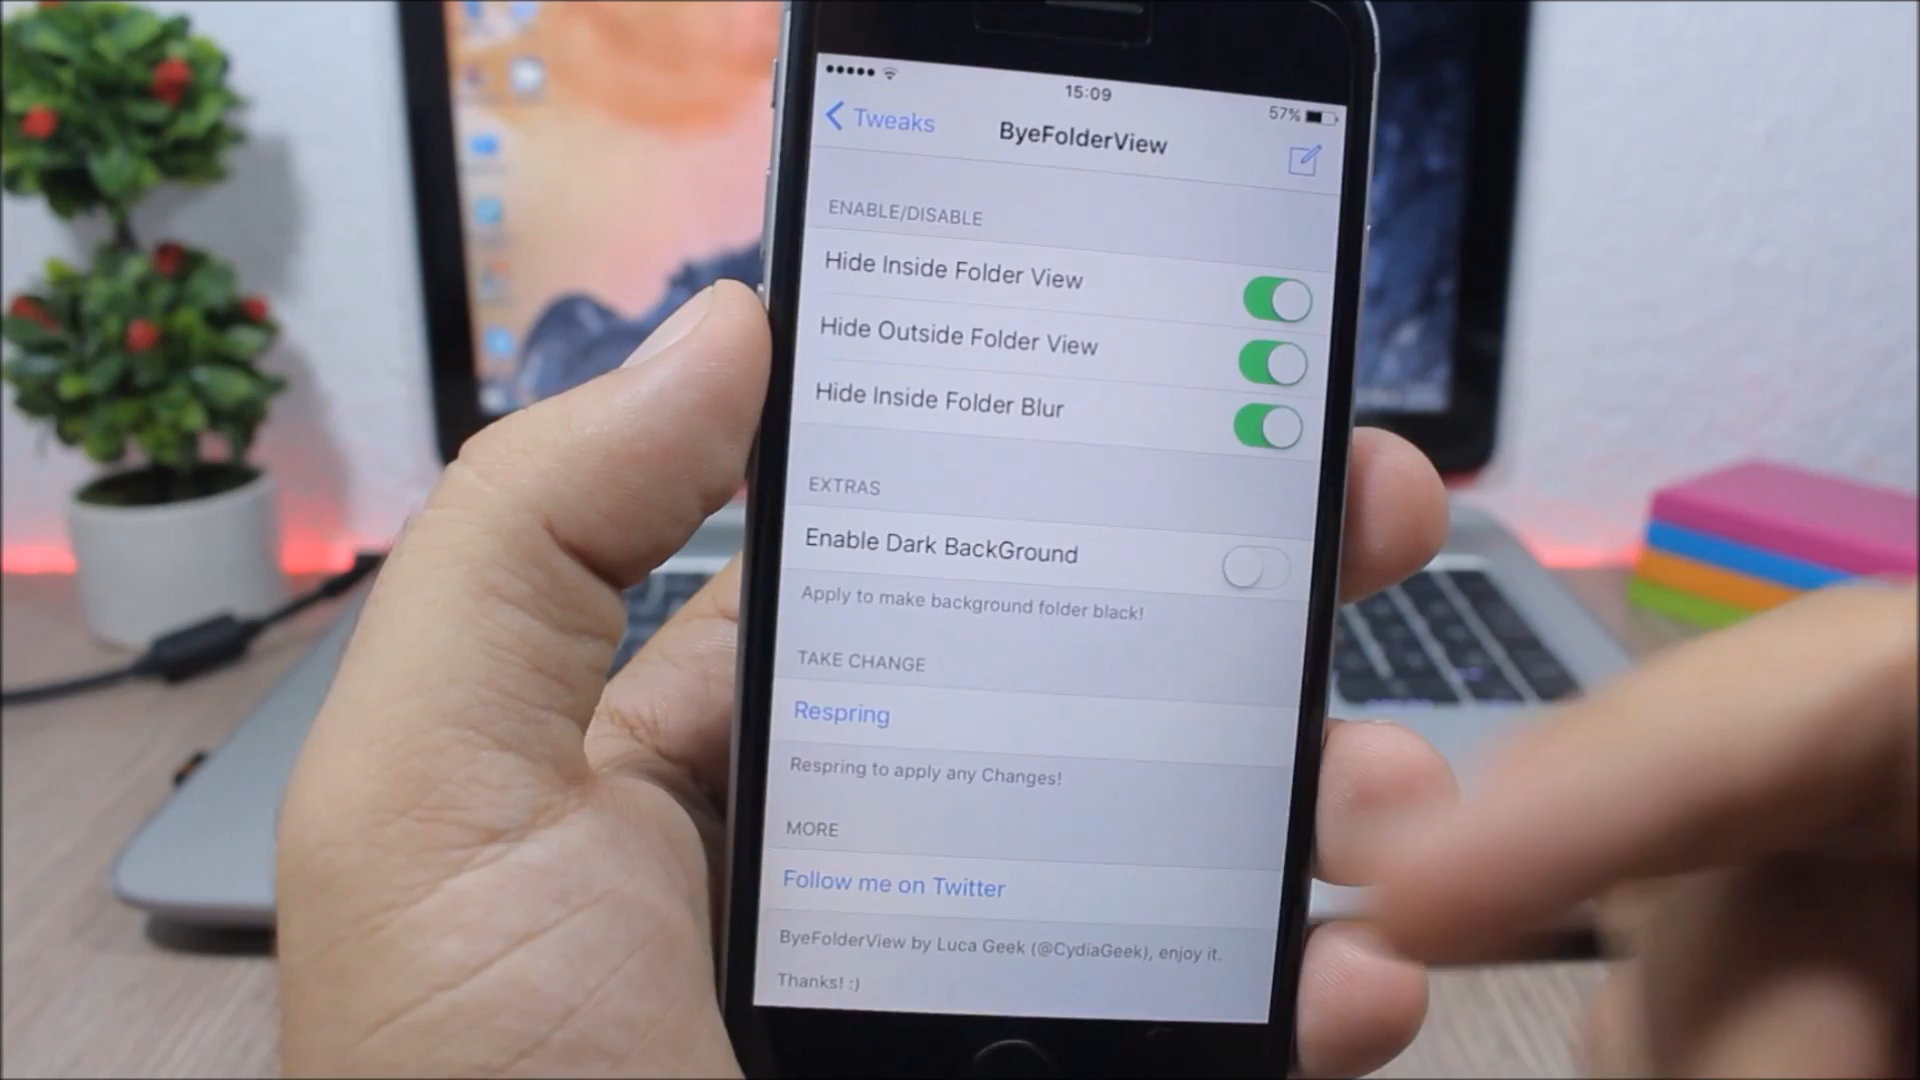 15:09
57%
Tweaks
ByeFolderView
ENABLE/DISABLE
Hide Inside Folder View
Hide Outside Folder View
Hide Inside Folder Blur
EXTRAS
Enable Dark BackGround
Apply to make background folder black!
TAKE CHANGE
Respring
Respring to apply any Changes!
MORE
Follow me on Twitter
ByeFolderView by Luca Geek (@CydiaGeek), enjoy it.
Thanks! :)